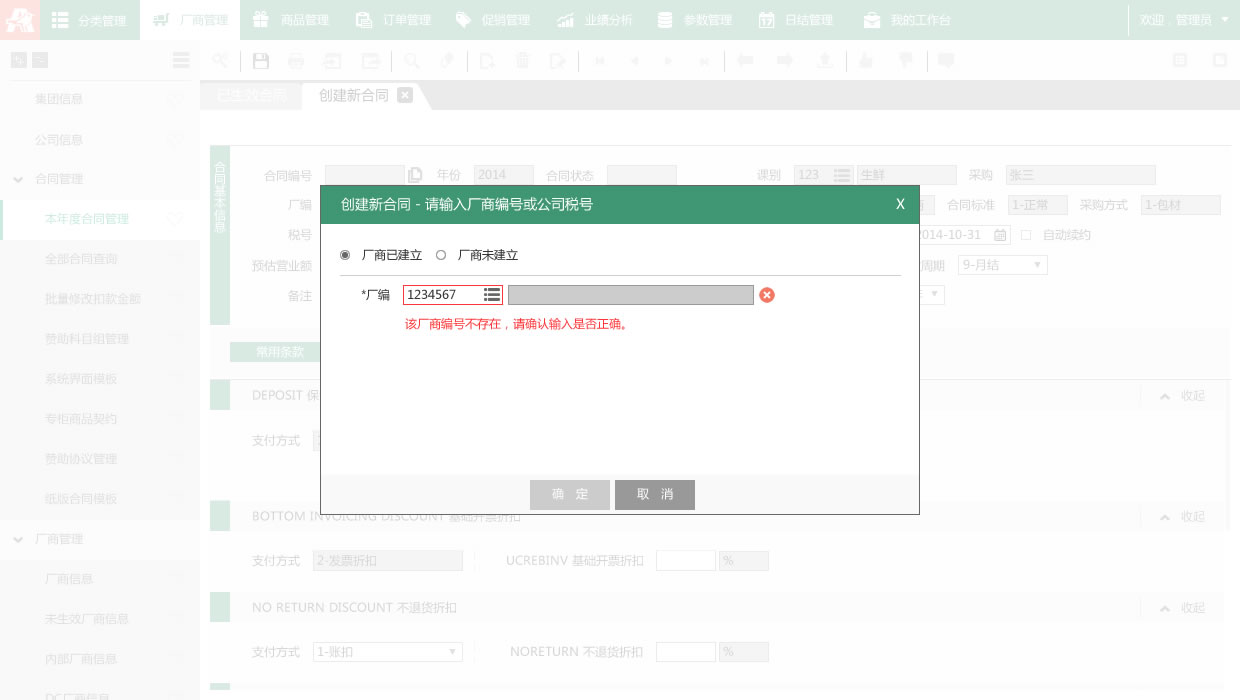 分类管理 厂商管理 商品管理 订单管理 促销管理 业绩分析 参数管理 日结管理 我的工作台 欢迎，管理员
已生效合同 创建新合同
集团信息
公司信息
合同管理
本年度合同管理
全部合同查询
批量修改扣款金额
赞助科目组管理
系统界面模板
专柜商品契约
赞助协议管理
纸版合同模板
厂商管理
厂商信息
未生效厂商信息
内部厂商信息
DC厂商信息
合同基本信息
合同编号 年份 2014 合同状态 课别 123 生鲜 采购 张三
厂编 合同标准 1-正常 采购方式 1-包材
税号 2014-10-31 自动续约
预估营业额 周期 9-月结
备注
创建新合同 - 请输入厂商编号或公司税号 X
厂商已建立 厂商未建立
*厂编 1234567
该厂商编号不存在，请确认输入是否正确。
确 定 取 消
常用条款
DEPOSIT 保 收起
支付方式
BOTTOM INVOICING DISCOUNT 基础开票折扣 收起
支付方式 2-发票折扣 UCREBINV 基础开票折扣 %
NO RETURN DISCOUNT 不退货折扣 收起
支付方式 1-账扣 NORETURN 不退货折扣 %